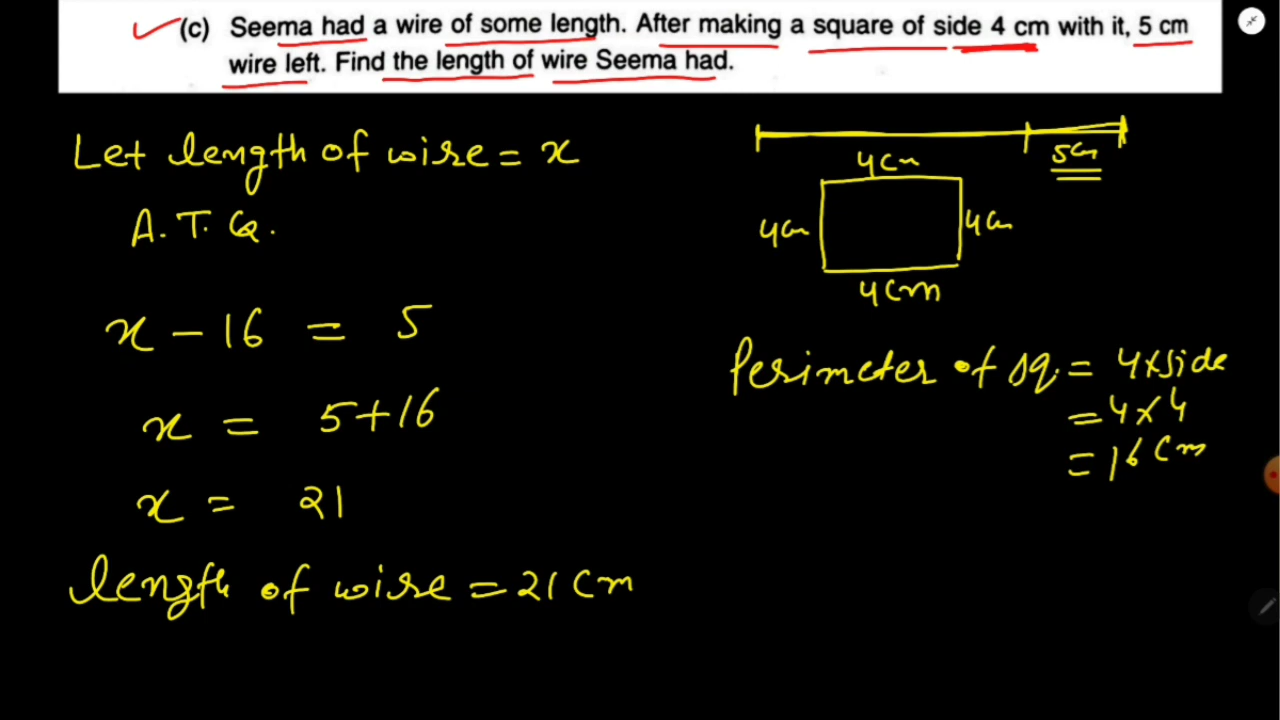 (c) Seema had a wire of some length. After making a square of side 4 cm with it, 5 cm
wire left. Find the length of wire Seema had.
Let length of wire = x
A.T.Q.
x - 16 = 5
x = 5+16
x = 21
length of wire = 21 cm
5cm
4cm
4cm
4cm
4cm
Perimeter of sq. = 4×side
= 4×4
= 16 cm